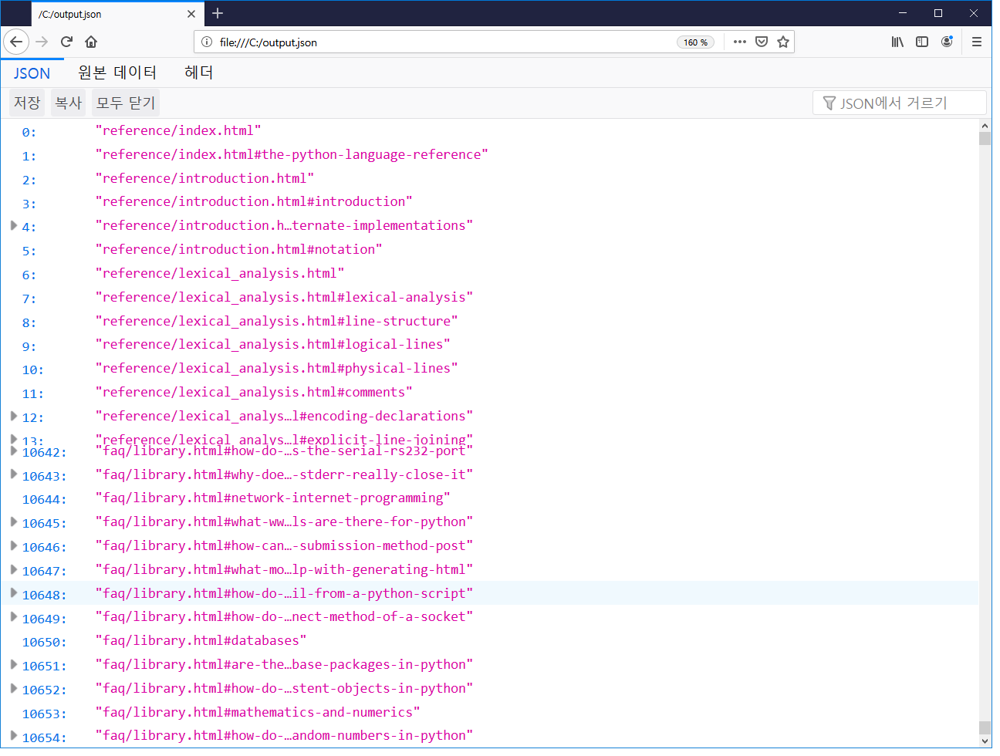 /C:/output.json
file:///C:/output.json
160 %
JSON 원본 데이터 헤더
저장 복사 모두 닫기
JSON에서 거르기
0: "reference/index.html"
1: "reference/index.html#the-python-language-reference"
2: "reference/introduction.html"
3: "reference/introduction.html#introduction"
4: "reference/introduction.h…ternate-implementations"
5: "reference/introduction.html#notation"
6: "reference/lexical_analysis.html"
7: "reference/lexical_analysis.html#lexical-analysis"
8: "reference/lexical_analysis.html#line-structure"
9: "reference/lexical_analysis.html#logical-lines"
10: "reference/lexical_analysis.html#physical-lines"
11: "reference/lexical_analysis.html#comments"
12: "reference/lexical_analys…l#encoding-declarations"
13: "reference/lexical_analys…l#explicit-line-joining"
10642: "faq/library.html#how-do-…s-the-serial-rs232-port"
10643: "faq/library.html#why-doe…-stderr-really-close-it"
10644: "faq/library.html#network-internet-programming"
10645: "faq/library.html#what-ww…ls-are-there-for-python"
10646: "faq/library.html#how-can…-submission-method-post"
10647: "faq/library.html#what-mo…lp-with-generating-html"
10648: "faq/library.html#how-do-…il-from-a-python-script"
10649: "faq/library.html#how-do-…nect-method-of-a-socket"
10650: "faq/library.html#databases"
10651: "faq/library.html#are-the…base-packages-in-python"
10652: "faq/library.html#how-do-…stent-objects-in-python"
10653: "faq/library.html#mathematics-and-numerics"
10654: "faq/library.html#how-do-…andom-numbers-in-python"